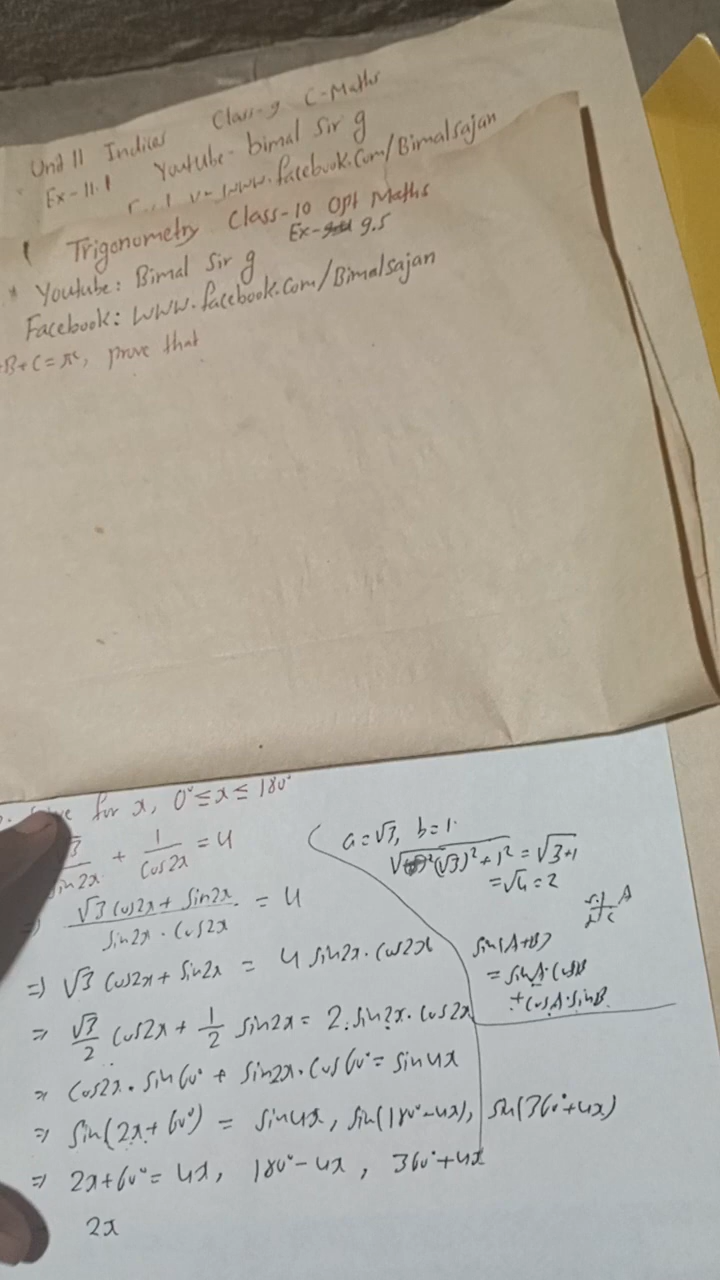 Unit 11 Indices Class-9 C-Maths
Ex-11.1 Youtube- bimal Sir g
www.facebook.Com/Bimalsajan
Trigonometry Class-10 Opt Maths
Ex- 9.5
* Youtube: Bimal Sir g
Facebook: www.facebook.Com/Bimalsajan
B+C=πc, prove that
for x, 0°≤x≤180°
√3/sin2x + 1/Cos2x = 4
⇒ (√3 Cos2x + Sin2x)/(Sin2x · Cos2x) = 4
⇒ √3 Cos2x + Sin2x = 4 Sin2x · Cos2x
⇒ √3/2 Cos2x + 1/2 Sin2x = 2·Sin2x·Cos2x
⇒ Cos2x · Sin60° + Sin2x · Cos60° = Sin4x
⇒ Sin(2x+60°) = Sin4x, Sin(180°-4x), Sin(360°+4x)
⇒ 2x+60° = 4x, 180°-4x, 360°+4x
2x
a=√3, b=1
√((√3)²+1²) = √3+1
=√4=2
S A
T C
Sin(A+B)
= SinA·CosB
+CosA·SinB